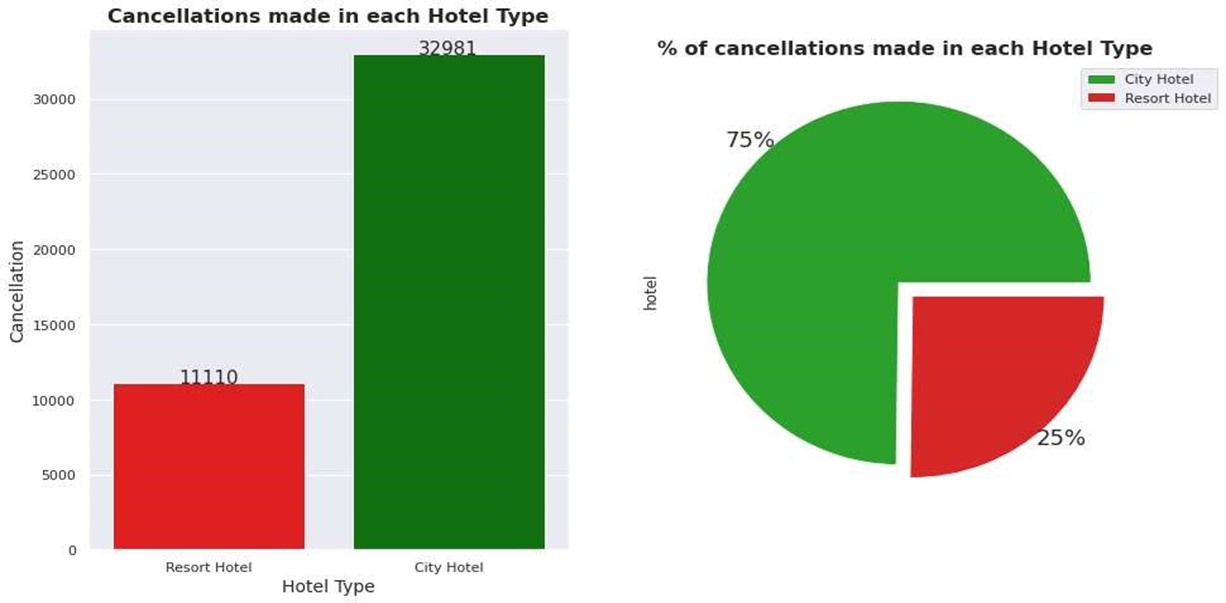 Cancellations made in each Hotel Type
32981
30000
25000
20000
15000
11110
10000
5000
0
Cancellation
Resort Hotel
City Hotel
Hotel Type
% of cancellations made in each Hotel Type
City Hotel
Resort Hotel
75%
hotel
25%